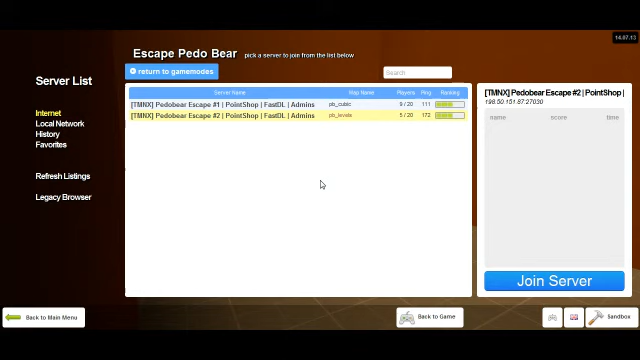 14.07.13
Escape Pedo Bear pick a server to join from the list below
return to gamemodes
Search
Server List
Internet
Local Network
History
Favorites
Refresh Listings
Legacy Browser
Server Name Map Name Players Ping Ranking
[TMNX] Pedobear Escape #1 | PointShop | FastDL | Admins pb_cubic 9 / 20 111
[TMNX] Pedobear Escape #2 | PointShop | FastDL | Admins pb_levels 5 / 20 172
[TMNX] Pedobear Escape #2 | PointShop |
198.50.151.87:27030
name score time
Join Server
Back to Main Menu
Back to Game
Sandbox